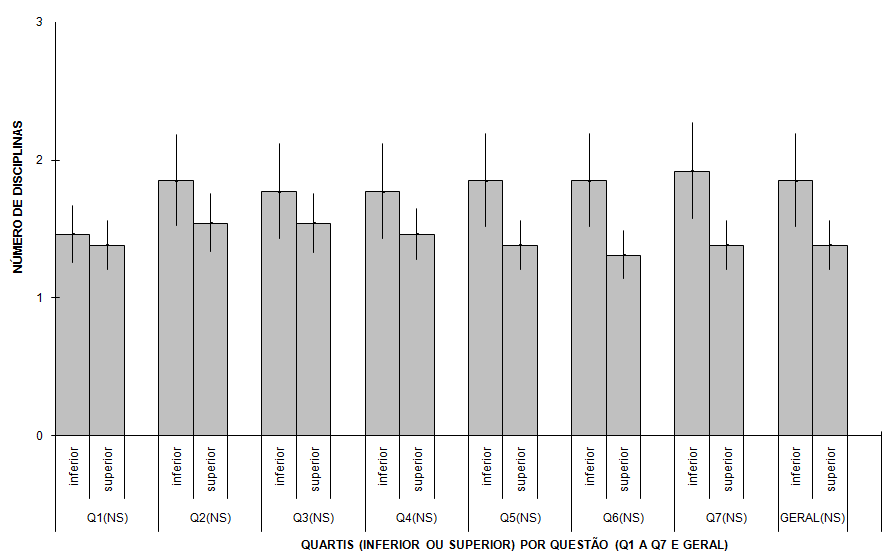 3
2
1
0
NÚMERO DE DISCIPLINAS
inferior superior inferior superior inferior superior inferior superior inferior superior inferior superior inferior superior inferior superior
Q1(NS) Q2(NS) Q3(NS) Q4(NS) Q5(NS) Q6(NS) Q7(NS) GERAL(NS)
QUARTIS (INFERIOR OU SUPERIOR) POR QUESTÃO (Q1 A Q7 E GERAL)